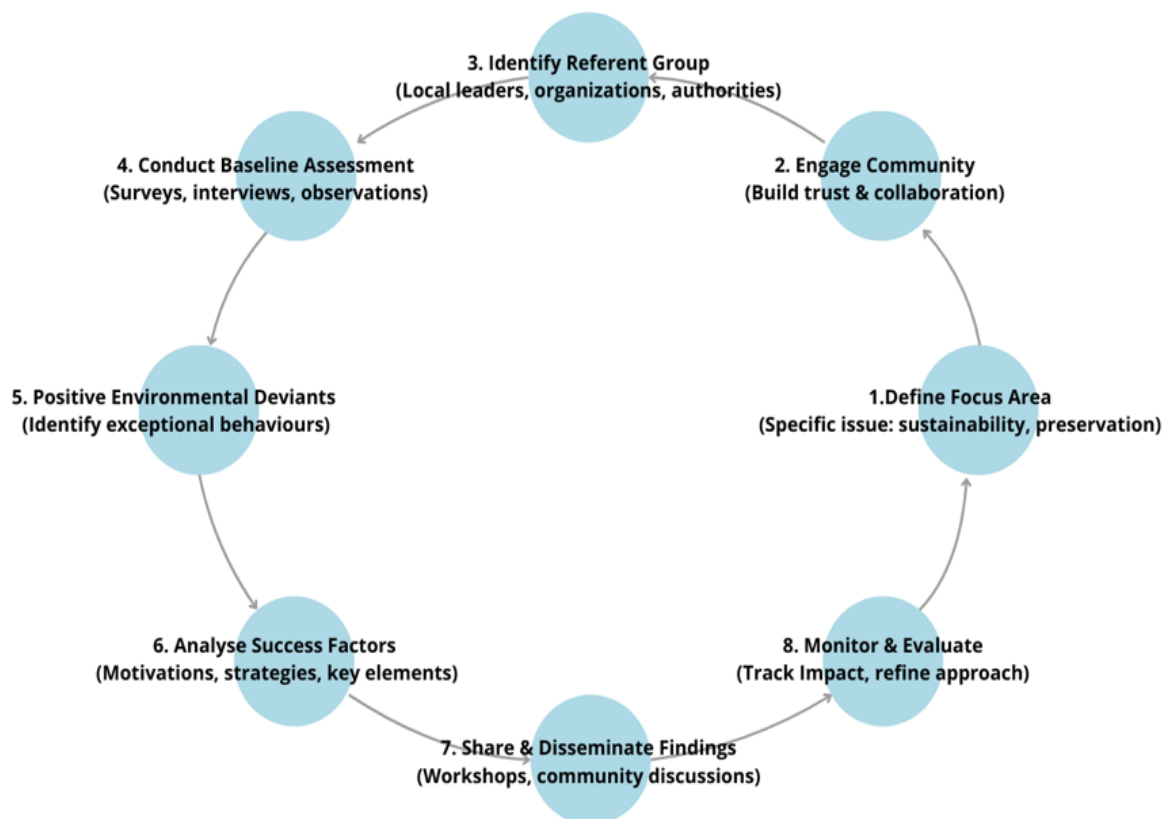 3. Identify Referent Group
(Local leaders, organizations, authorities)
4. Conduct Baseline Assessment
(Surveys, interviews, observations)
2. Engage Community
(Build trust & collaboration)
5. Positive Environmental Deviants
(Identify exceptional behaviours)
1.Define Focus Area
(Specific issue: sustainability, preservation)
6. Analyse Success Factors
(Motivations, strategies, key elements)
8. Monitor & Evaluate
(Track Impact, refine approach)
7. Share & Disseminate Findings
(Workshops, community discussions)